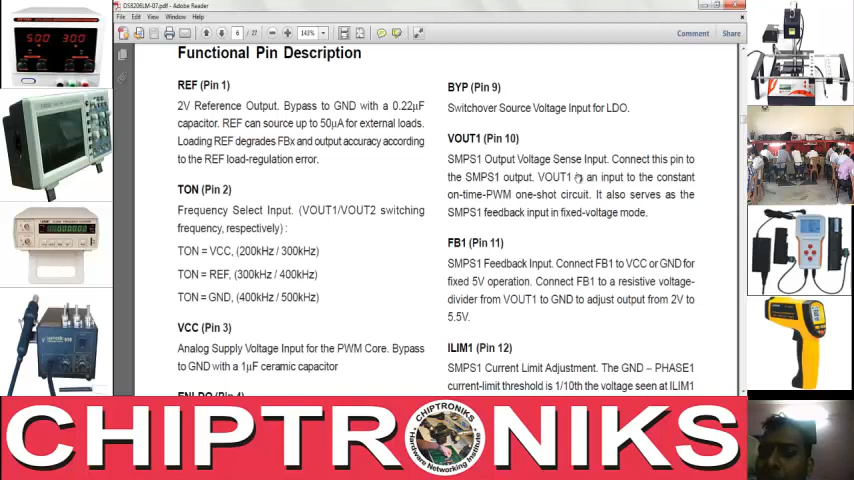 DS8206LM-07.pdf - Adobe Reader
File Edit View Window Help
6 / 27 143%
Comment Share
Functional Pin Description
REF (Pin 1)
2V Reference Output. Bypass to GND with a 0.22μF
capacitor. REF can source up to 50μA for external loads.
Loading REF degrades FBx and output accuracy according
to the REF load-regulation error.
TON (Pin 2)
Frequency Select Input. (VOUT1/VOUT2 switching
frequency, respectively) :
TON = VCC, (200kHz / 300kHz)
TON = REF, (300kHz / 400kHz)
TON = GND, (400kHz / 500kHz)
VCC (Pin 3)
Analog Supply Voltage Input for the PWM Core. Bypass
to GND with a 1μF ceramic capacitor
BYP (Pin 9)
Switchover Source Voltage Input for LDO.
VOUT1 (Pin 10)
SMPS1 Output Voltage Sense Input. Connect this pin to
the SMPS1 output. VOUT1 is an input to the constant
on-time-PWM one-shot circuit. It also serves as the
SMPS1 feedback input in fixed-voltage mode.
FB1 (Pin 11)
SMPS1 Feedback Input. Connect FB1 to VCC or GND for
fixed 5V operation. Connect FB1 to a resistive voltage-
divider from VOUT1 to GND to adjust output from 2V to
5.5V.
ILIM1 (Pin 12)
SMPS1 Current Limit Adjustment. The GND – PHASE1
current-limit threshold is 1/10th the voltage seen at ILIM1
500 300
CHIPTRONIKS
CHIPTRONIKS
Hardware Networking Institute